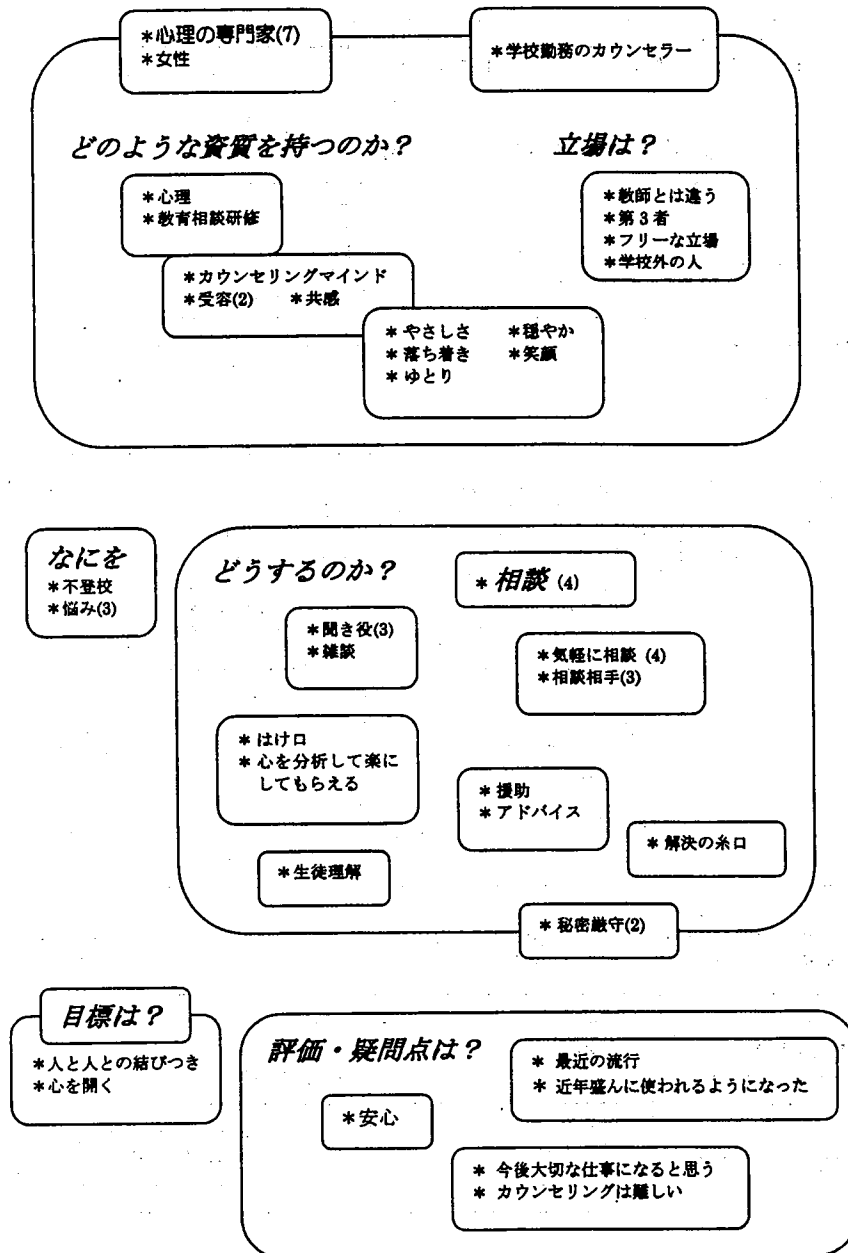 *心理の専門家(7)
*女性
*学校勤務のカウンセラー
どのような資質を持つのか？
立場は？
*心理
*教育相談研修
*教師とは違う
*第3者
*フリーな立場
*学校外の人
*カウンセリングマインド
*受容(2) *共感
*やさしさ *穏やか
*落ち着き *笑顔
*ゆとり
なにを
*不登校
*悩み(3)
どうするのか？
*相談 (4)
*聞き役(3)
*雑談
*気軽に相談 (4)
*相談相手(3)
*はけ口
*心を分析して楽に
してもらえる
*援助
*アドバイス
*解決の糸口
*生徒理解
*秘密厳守(2)
目標は？
*人と人との結びつき
*心を開く
評価・疑問点は？
*最近の流行
*近年盛んに使われるようになった
*安心
*今後大切な仕事になると思う
*カウンセリングは難しい